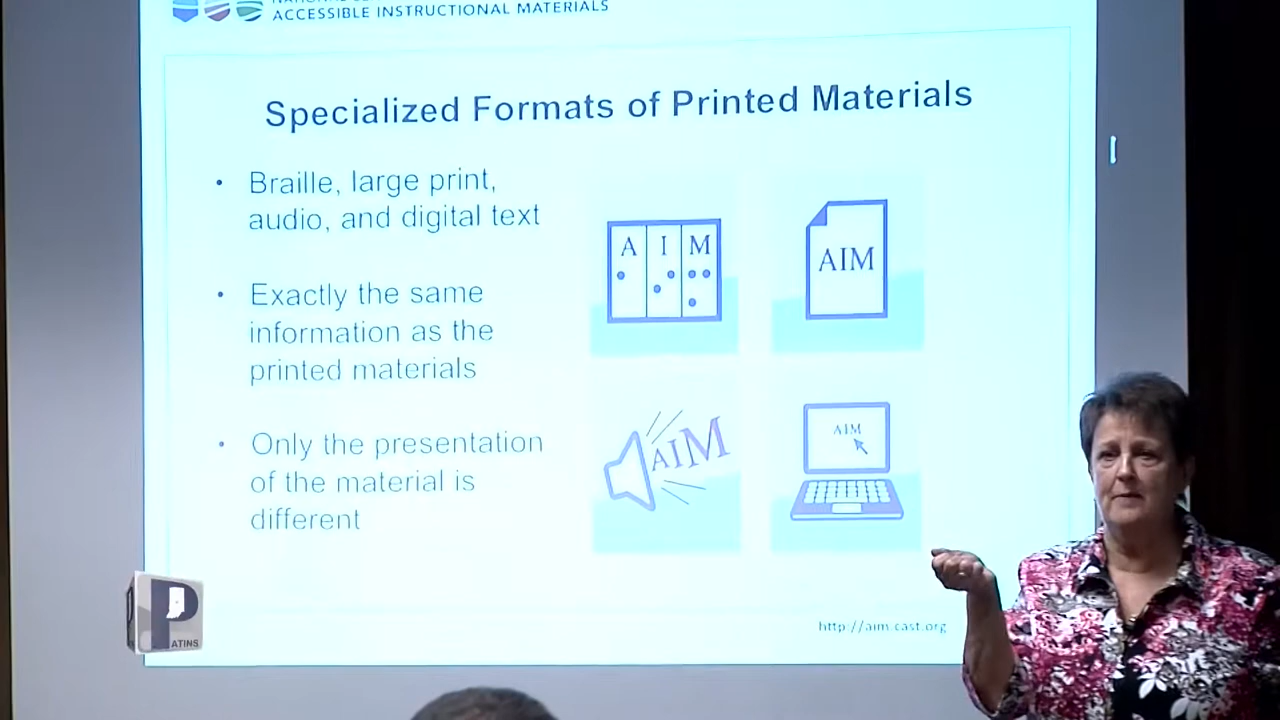 ACCESSIBLE INSTRUCTIONAL MATERIALS
Specialized Formats of Printed Materials
• Braille, large print,
audio, and digital text
• Exactly the same
information as the
printed materials
• Only the presentation
of the material is
different
A I M
AIM
AIM
AIM
http://aim.cast.org
P
ATINS